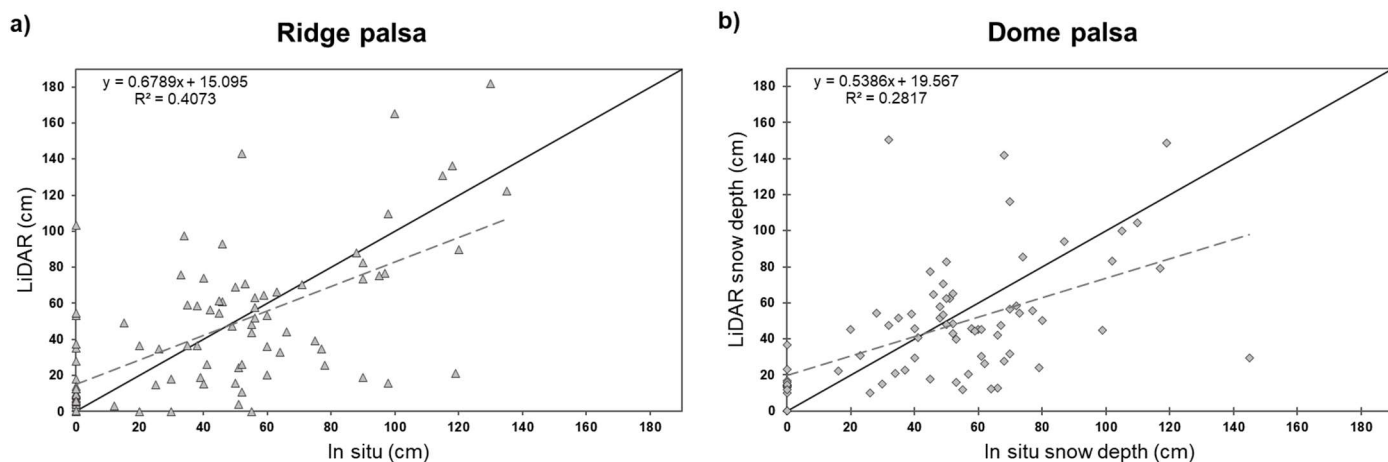 a)
Ridge palsa
y = 0.6789x + 15.095
R² = 0.4073
LiDAR (cm)
180
160
140
120
100
80
60
40
20
0
0 20 40 60 80 100 120 140 160 180
In situ (cm)
b)
Dome palsa
y = 0.5386x + 19.567
R² = 0.2817
LiDAR snow depth (cm)
180
160
140
120
100
80
60
40
20
0
0 20 40 60 80 100 120 140 160 180
In situ snow depth (cm)